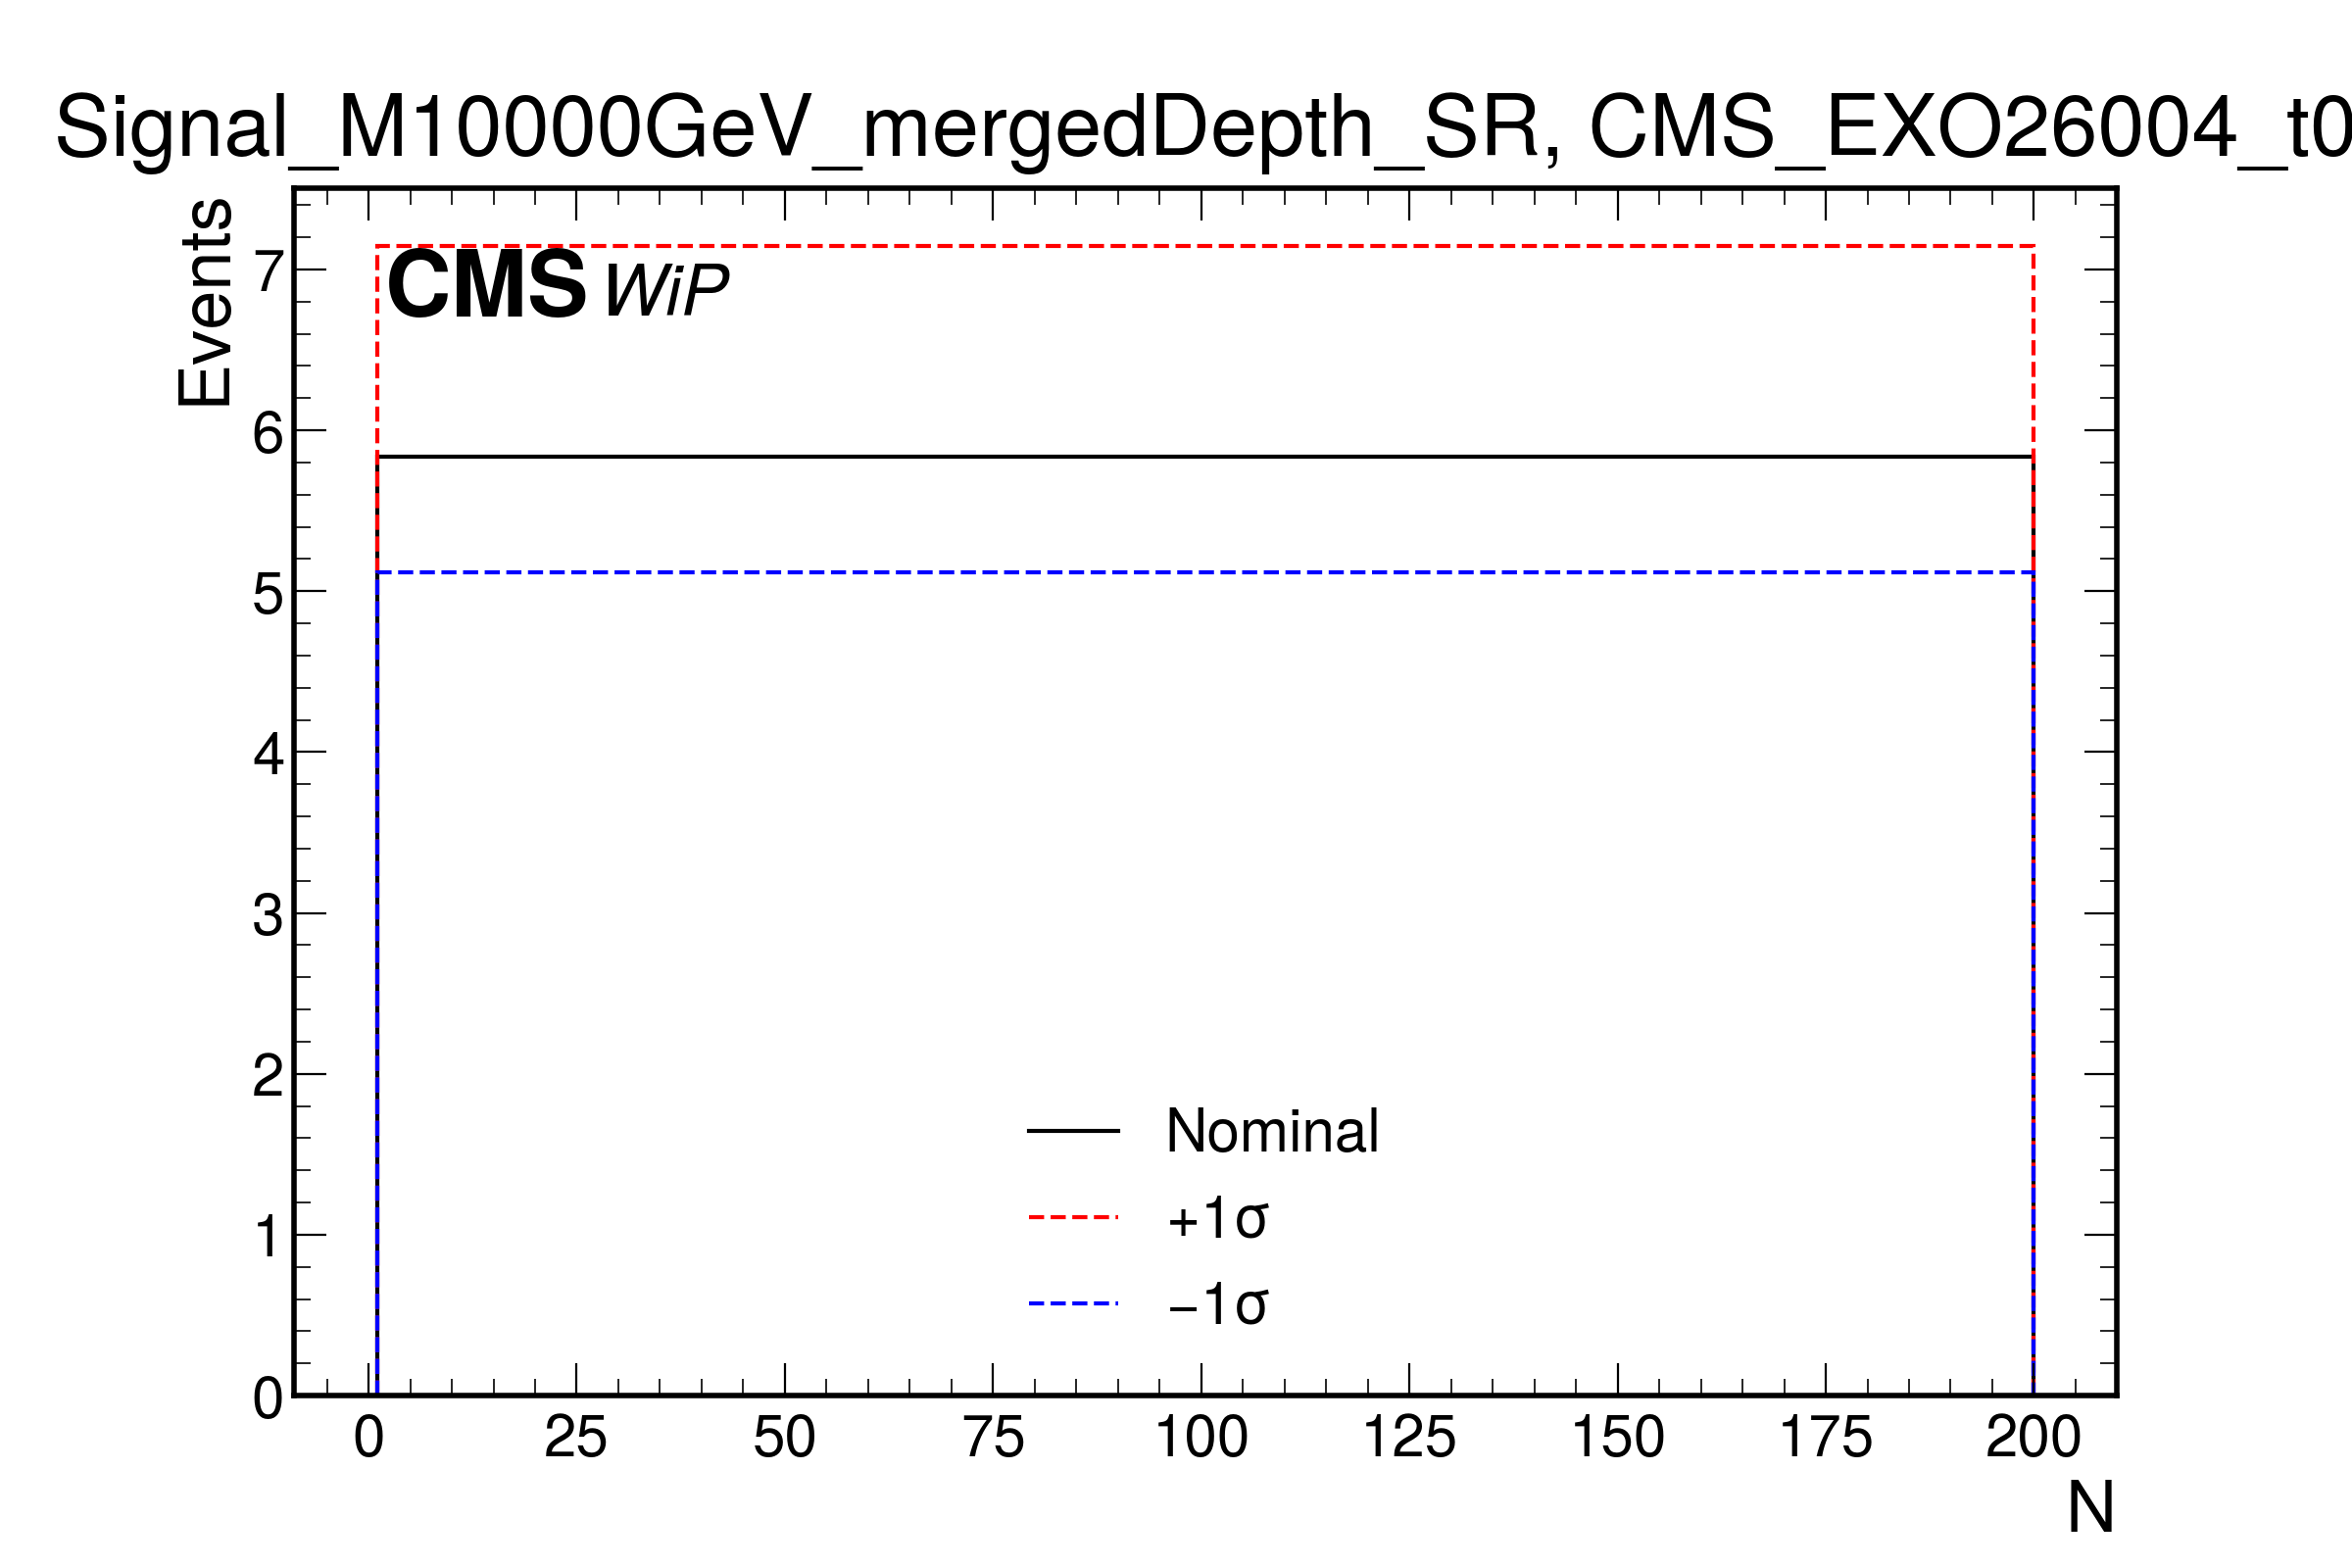 Signal_M10000GeV_mergedDepth_SR, CMS_EXO26004_t0
Events
CMS WiP
7
6
5
4
3
2
1
0
Nominal
+1σ
−1σ
0 25 50 75 100 125 150 175 200
N